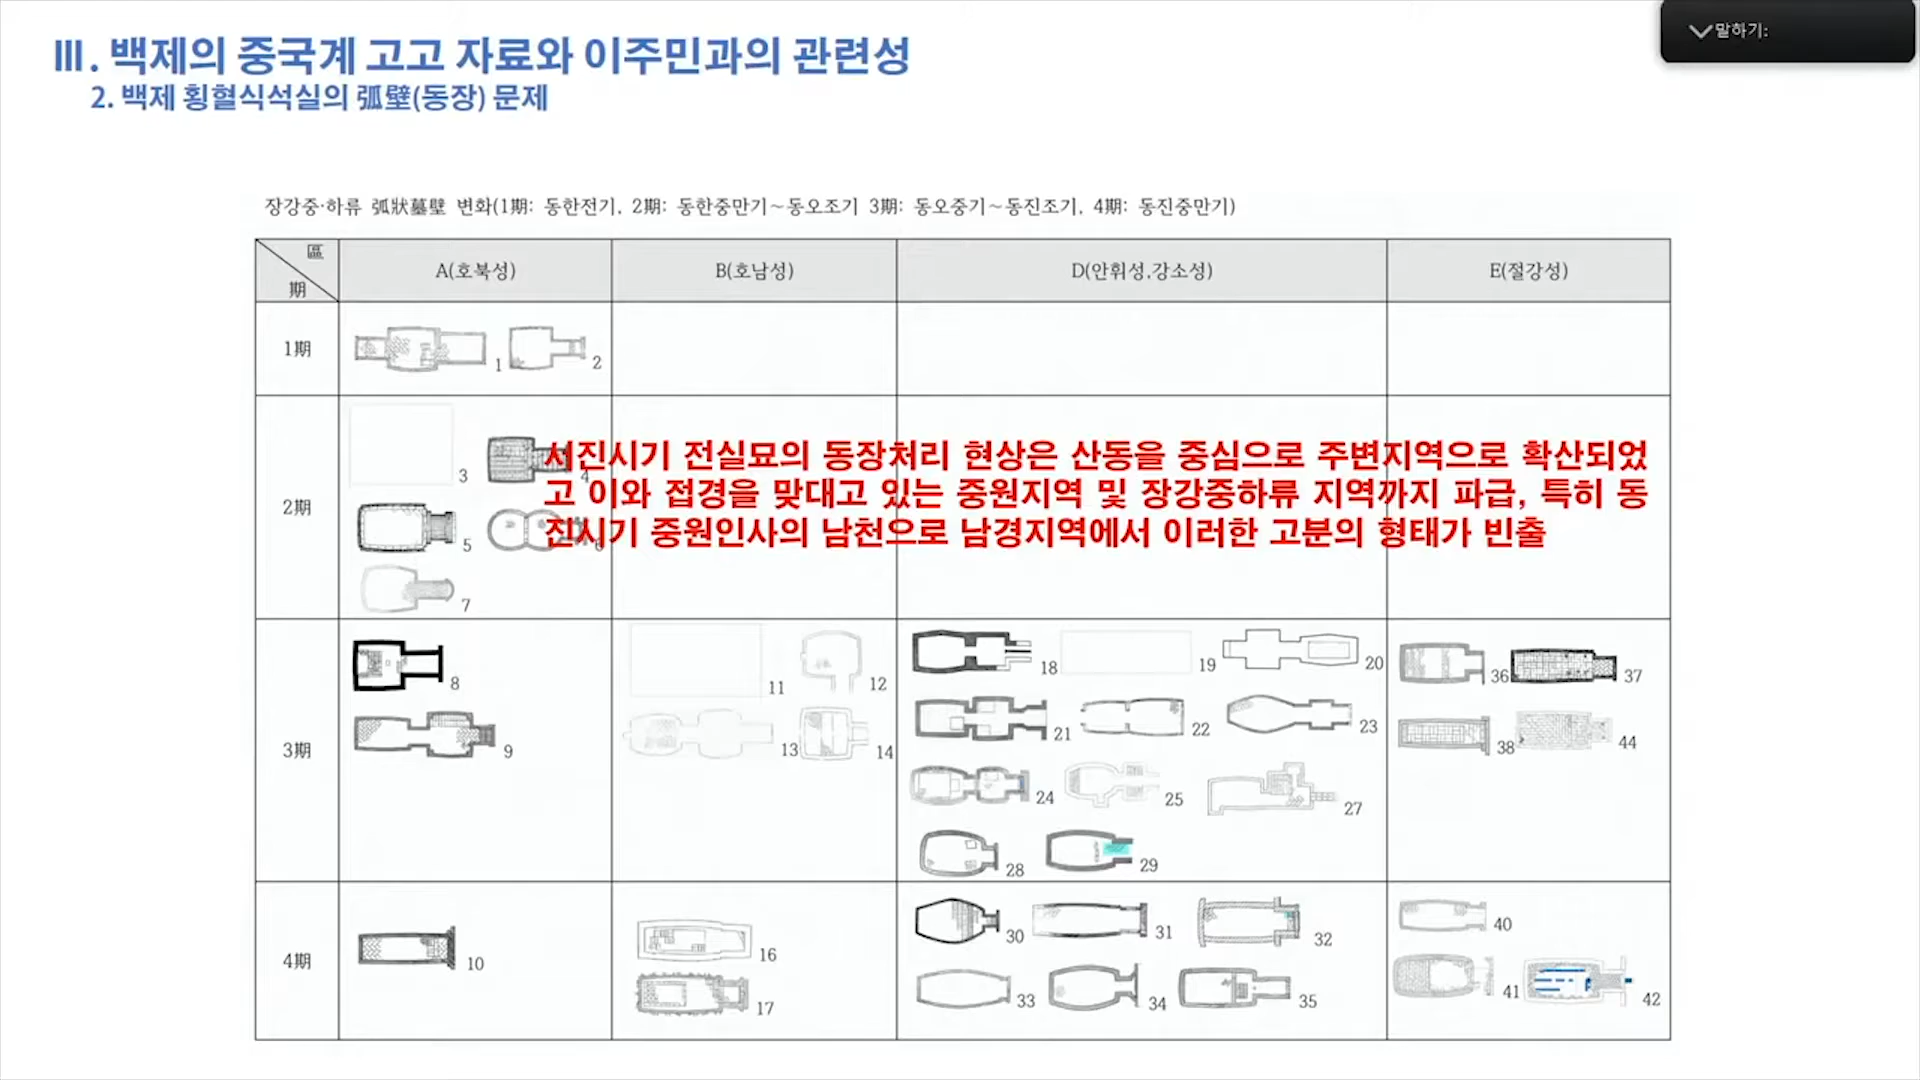 말하기:
Ⅲ. 백제의 중국계 고고 자료와 이주민과의 관련성
2. 백제 횡혈식석실의 弧壁(동장) 문제
장강중·하류 弧狀墓壁 변화(1期: 동한전기, 2期: 동한중만기~동오조기 3期: 동오중기~동진조기, 4期: 동진중만기)
區
期
A(호북성)
B(호남성)
D(안휘성,강소성)
E(절강성)
1期
1
2
2期
3
4
5
6
7
서진시기 전실묘의 동장처리 현상은 산동을 중심으로 주변지역으로 확산되었
고 이와 접경을 맞대고 있는 중원지역 및 장강중하류 지역까지 파급, 특히 동
진시기 중원인사의 남천으로 남경지역에서 이러한 고분의 형태가 빈출
3期
8
9
11
12
13
14
18
19
20
21
22
23
24
25
27
28
29
36
37
38
44
4期
10
16
17
30
31
32
33
34
35
40
41
42